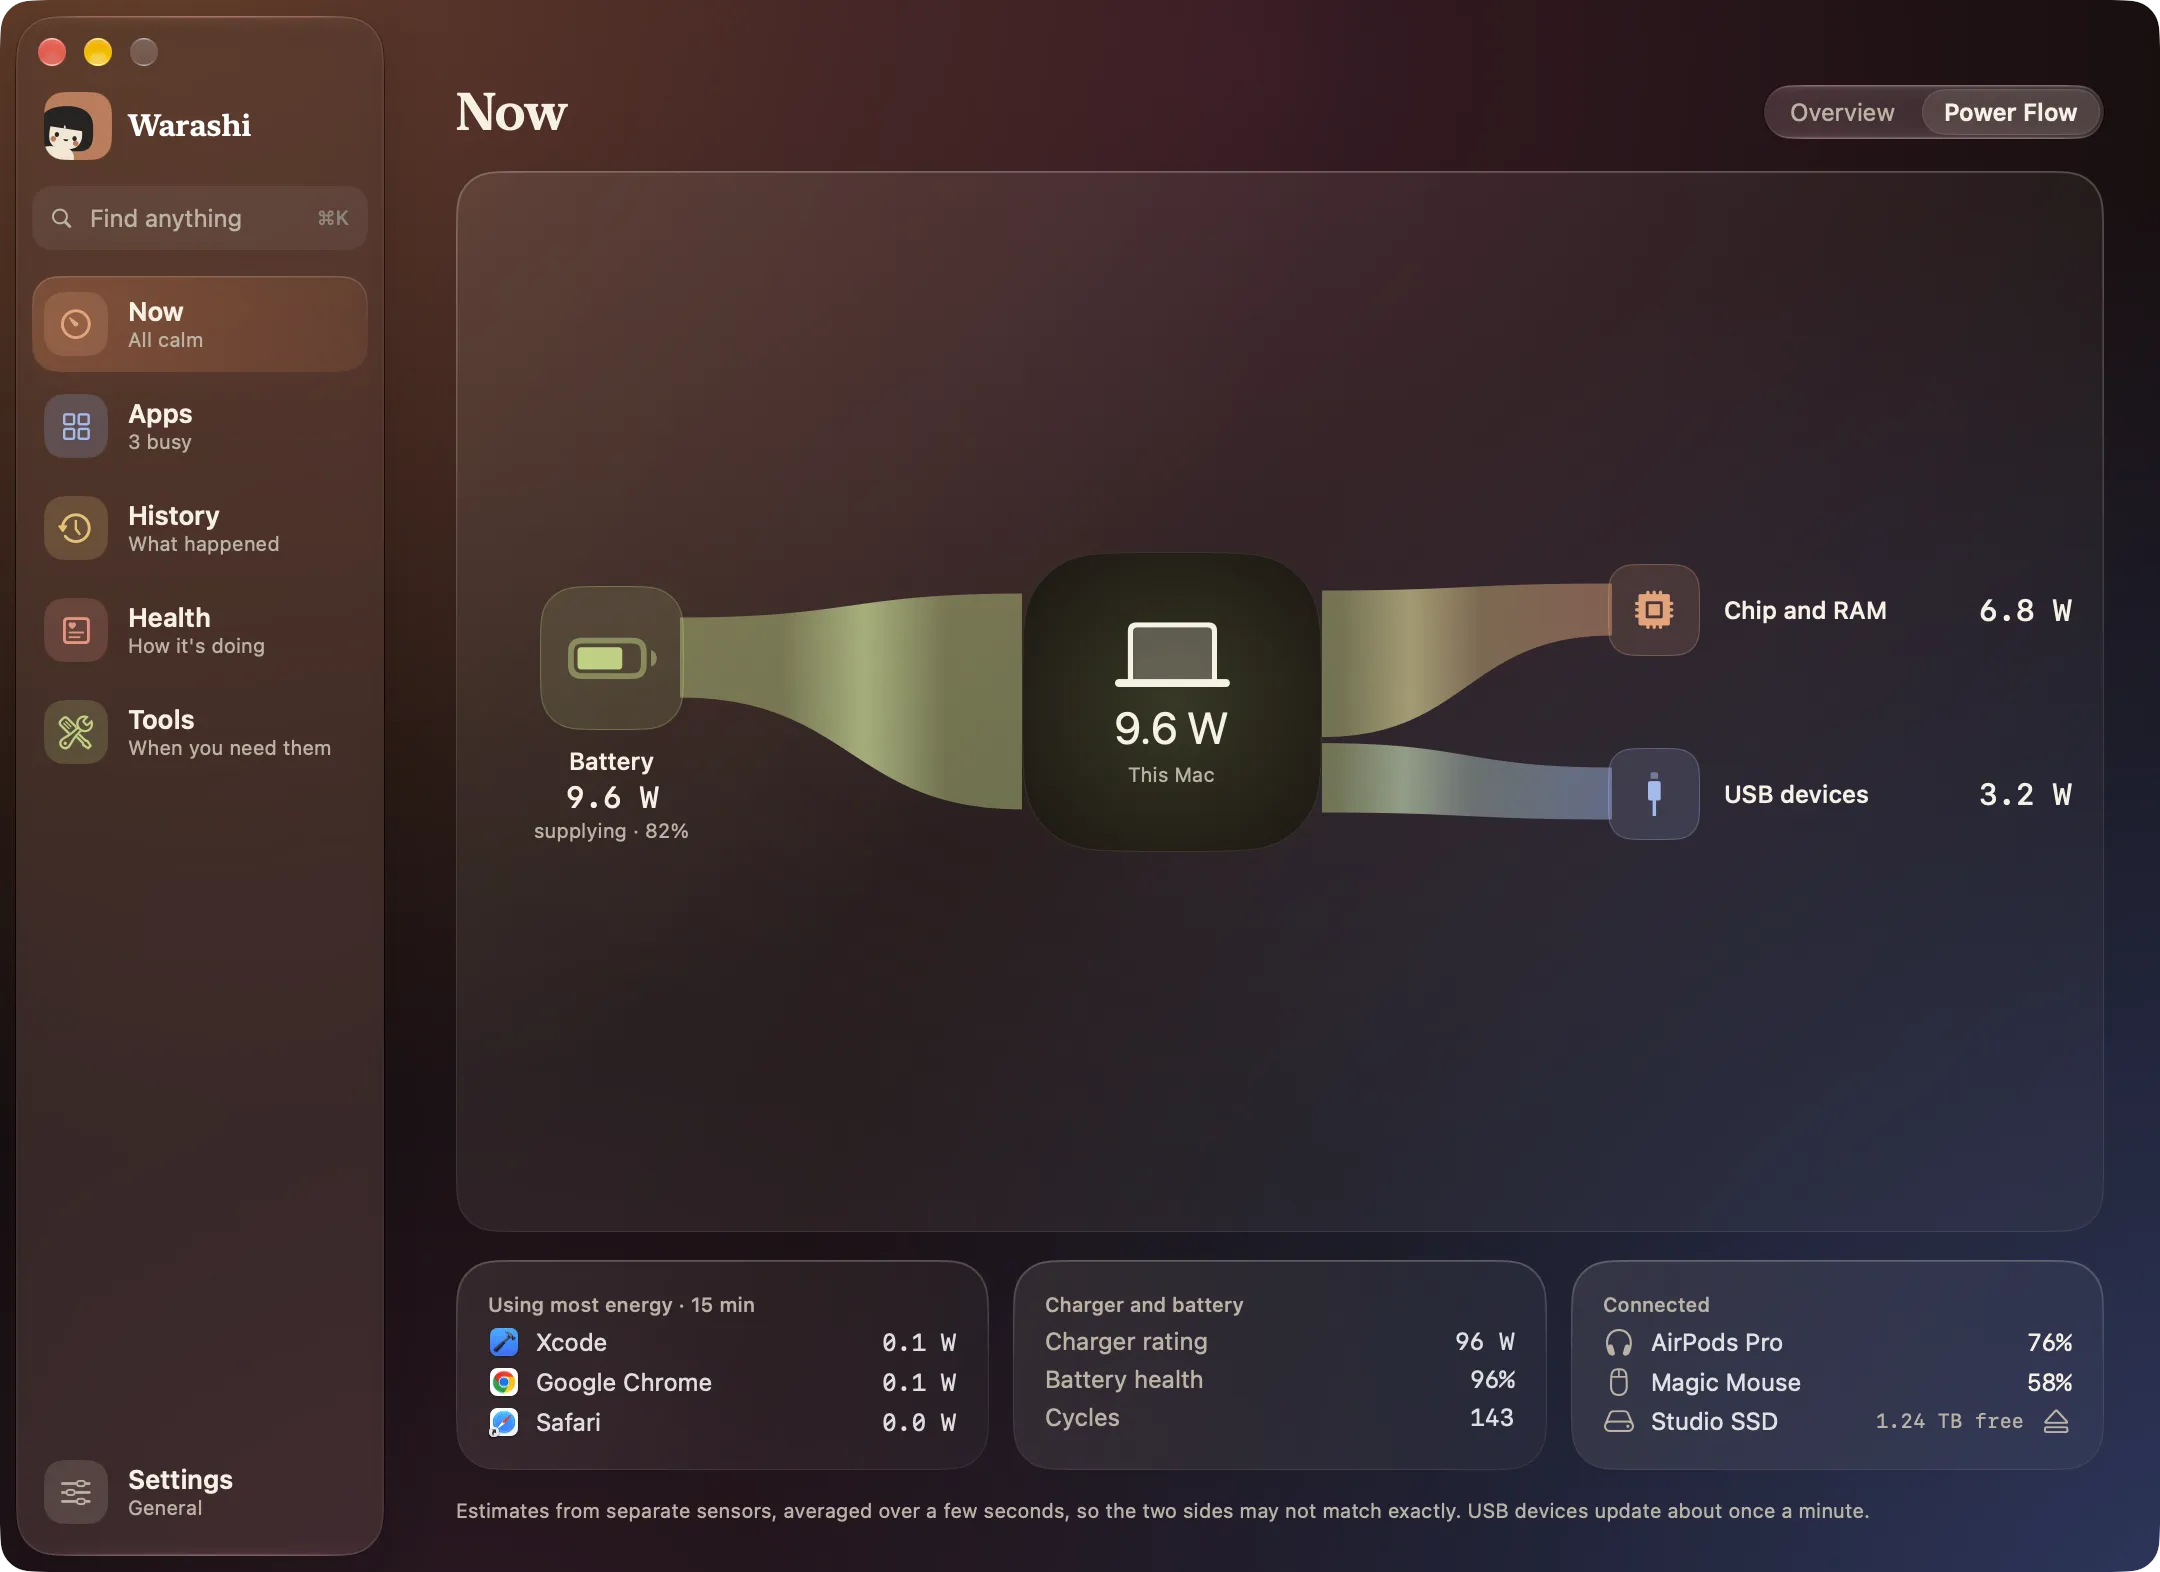 Warashi
Find anything ⌘K
Now
All calm
Apps
3 busy
History
What happened
Health
How it's doing
Tools
When you need them
Settings
General
Now
Overview Power Flow
Battery
9.6 W
supplying · 82%
9.6 W
This Mac
Chip and RAM 6.8 W
USB devices 3.2 W
Using most energy · 15 min
Xcode 0.1 W
Google Chrome 0.1 W
Safari 0.0 W
Charger and battery
Charger rating 96 W
Battery health 96%
Cycles 143
Connected
AirPods Pro 76%
Magic Mouse 58%
Studio SSD 1.24 TB free
Estimates from separate sensors, averaged over a few seconds, so the two sides may not match exactly. USB devices update about once a minute.